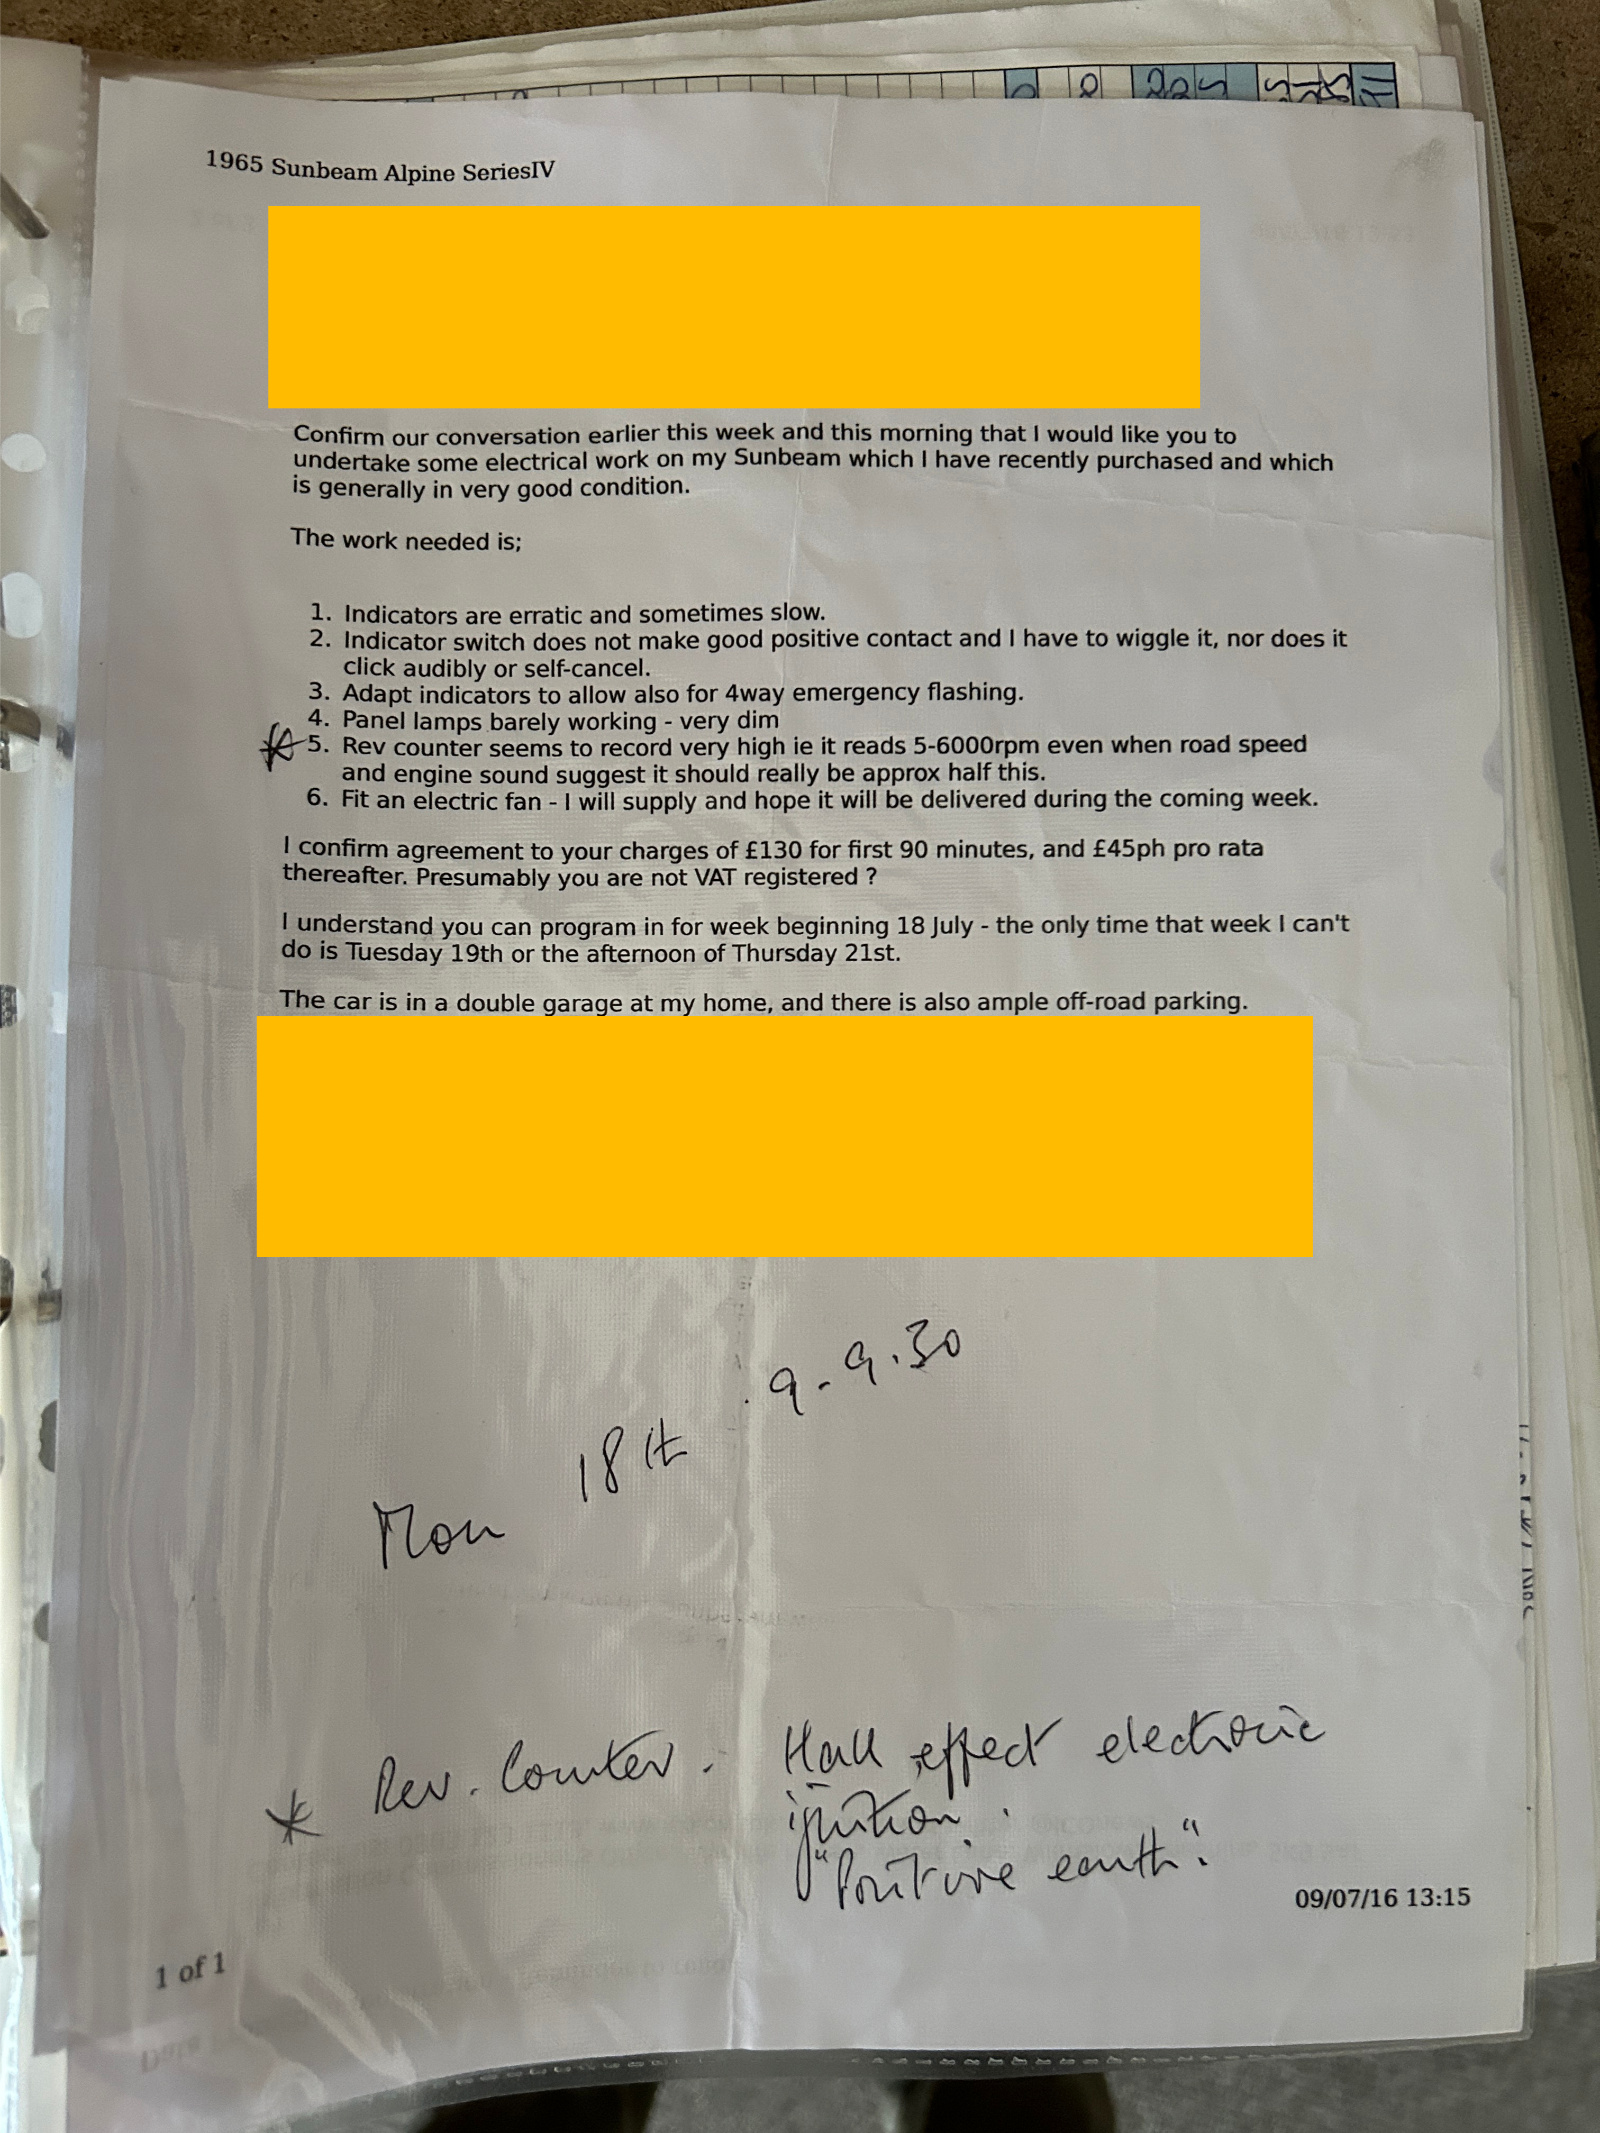 1965 Sunbeam Alpine SeriesIV
Confirm our conversation earlier this week and this morning that I would like you to
undertake some electrical work on my Sunbeam which I have recently purchased and which
is generally in very good condition.
The work needed is;
1. Indicators are erratic and sometimes slow.
2. Indicator switch does not make good positive contact and I have to wiggle it, nor does it
click audibly or self-cancel.
3. Adapt indicators to allow also for 4way emergency flashing.
4. Panel lamps barely working - very dim
5. Rev counter seems to record very high ie it reads 5-6000rpm even when road speed
and engine sound suggest it should really be approx half this.
6. Fit an electric fan - I will supply and hope it will be delivered during the coming week.
I confirm agreement to your charges of £130 for first 90 minutes, and £45ph pro rata
thereafter. Presumably you are not VAT registered ?
I understand you can program in for week beginning 18 July - the only time that week I can't
do is Tuesday 19th or the afternoon of Thursday 21st.
The car is in a double garage at my home, and there is also ample off-road parking.
Mon 18th . 9 - 9.30
* Rev. Counter. Hall effect electronic
ignition.
"Positive earth".
09/07/16 13:15
1 of 1